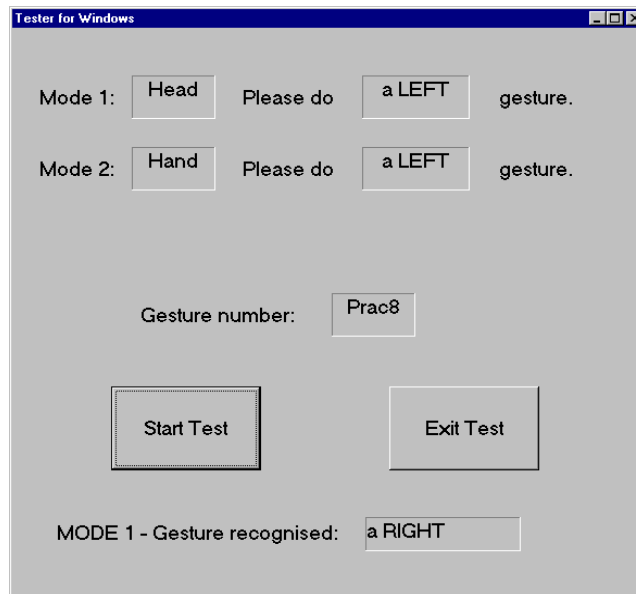 Tester for Windows
Mode 1: Head Please do a LEFT gesture.
Mode 2: Hand Please do a LEFT gesture.
Gesture number: Prac8
Start Test Exit Test
MODE 1 - Gesture recognised: a RIGHT